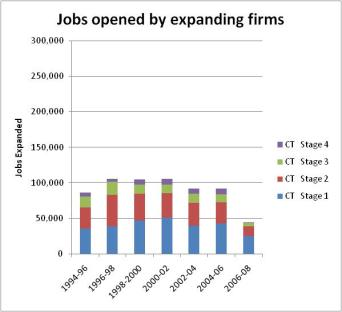 Jobs opened by expanding firms
300,000
250,000
200,000
150,000
100,000
50,000
0
Jobs Expanded
CT Stage 4
CT Stage 3
CT Stage 2
CT Stage 1
1994-96
1996-98
1998-2000
2000-02
2002-04
2004-06
2006-08